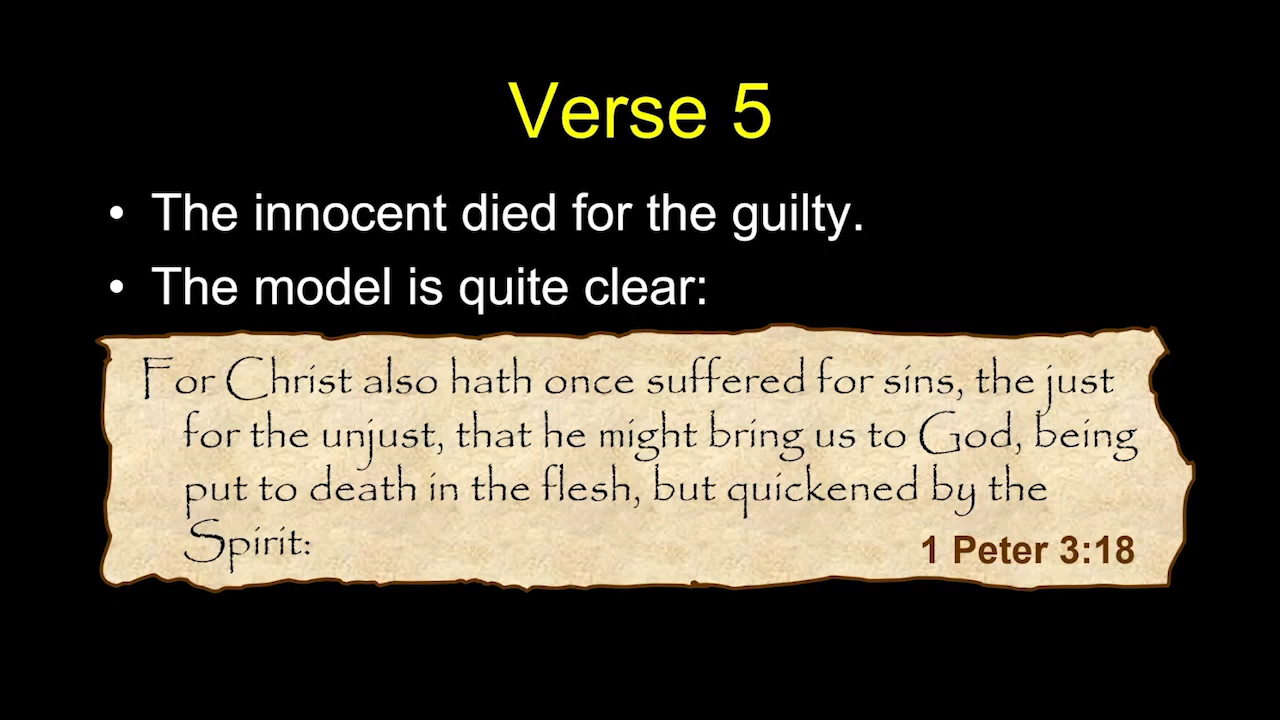 Verse 5
• The innocent died for the guilty.
• The model is quite clear:
For Christ also hath once suffered for sins, the just
for the unjust, that he might bring us to God, being
put to death in the flesh, but quickened by the
Spirit:
1 Peter 3:18